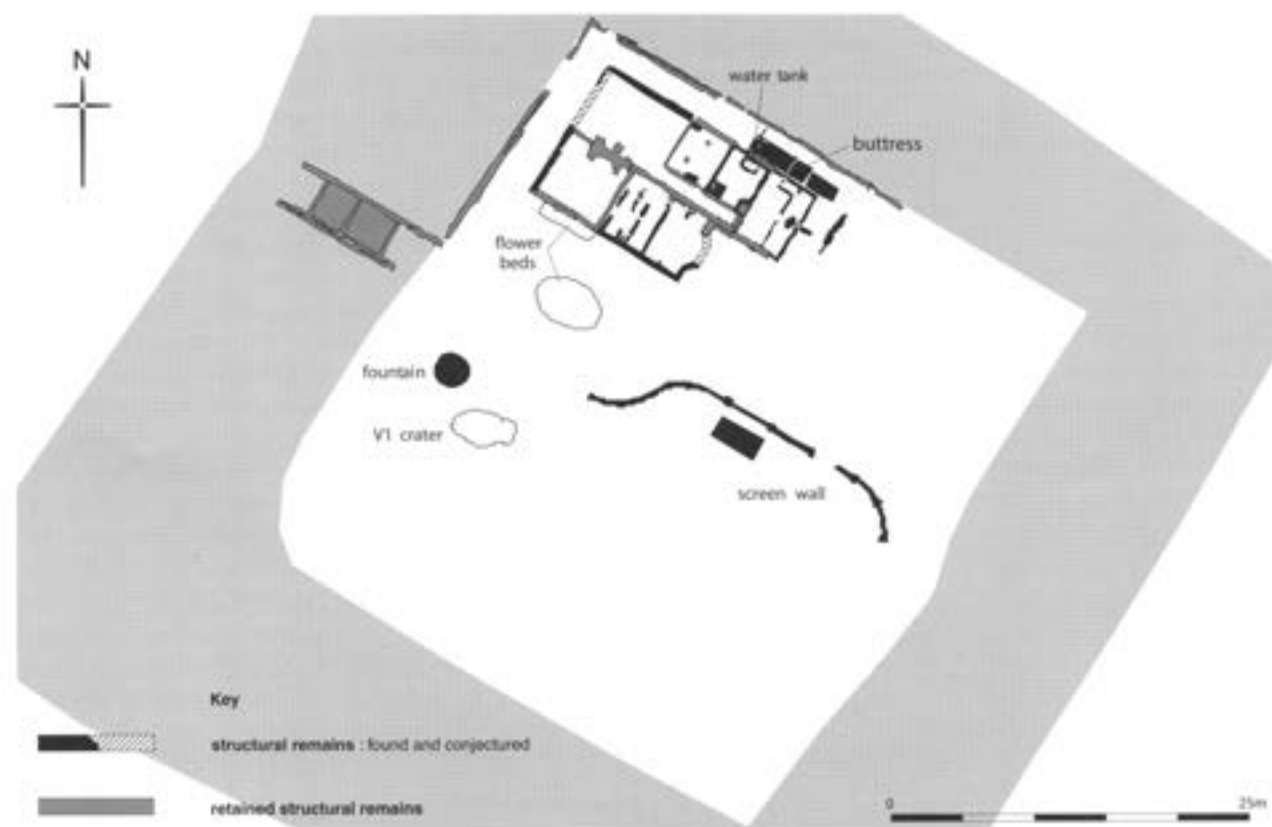 N
water tank
buttress
flower
beds
fountain
V1 crater
screen wall
Key
structural remains : found and conjectured
retained structural remains
0 25m